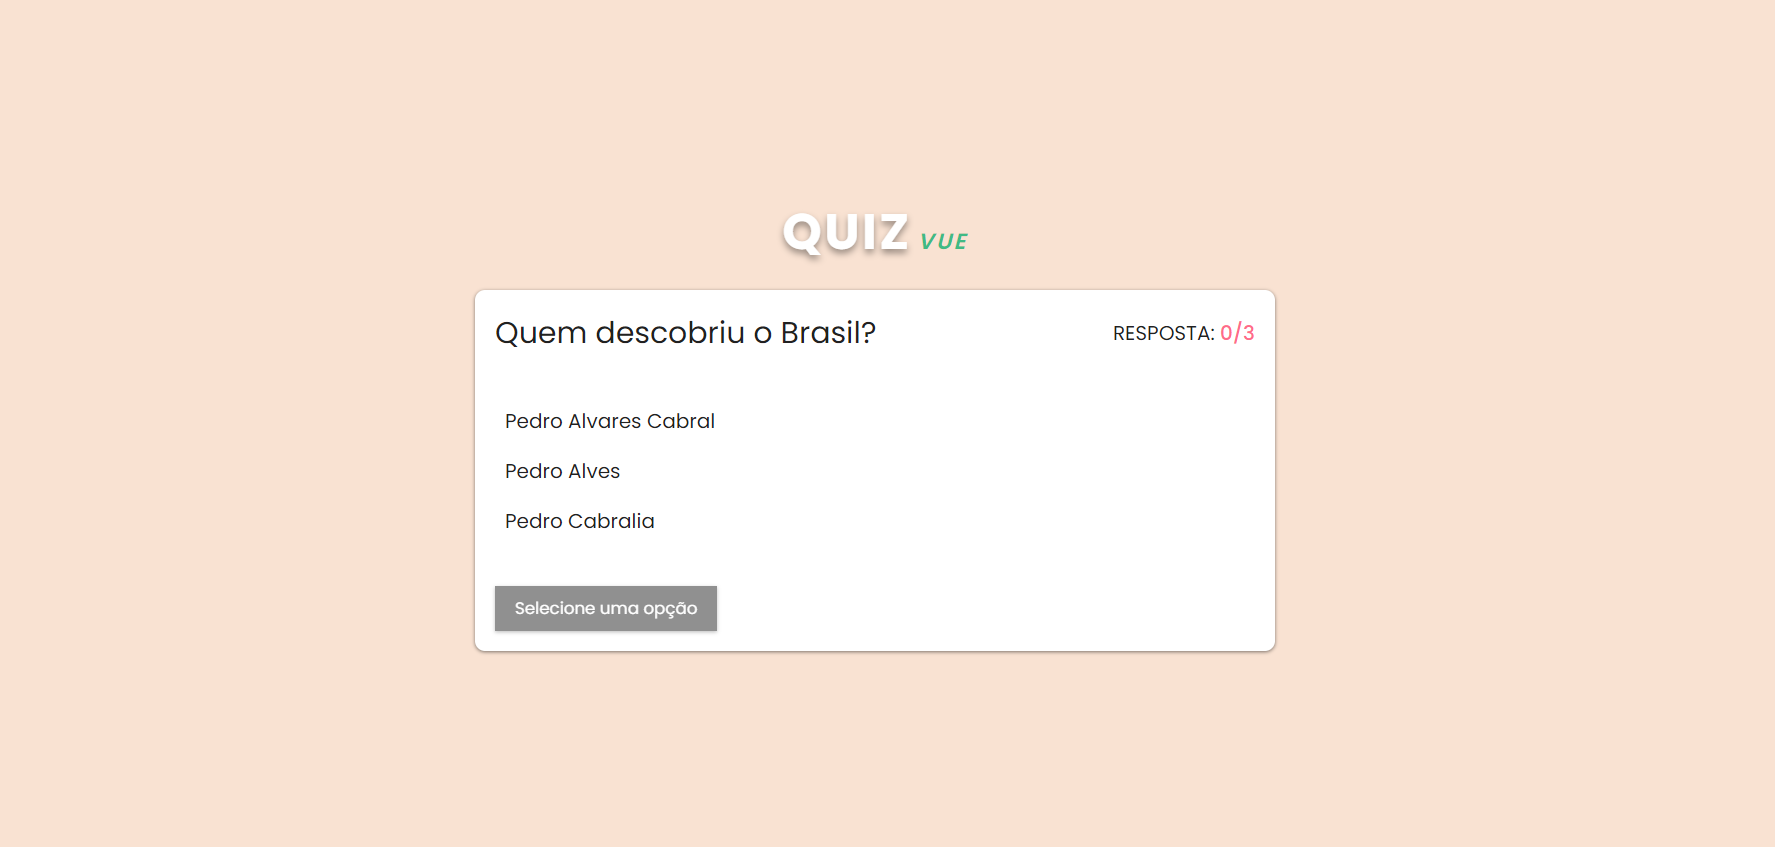 QUIZ VUE
Quem descobriu o Brasil?
RESPOSTA: 0/3
Pedro Alvares Cabral
Pedro Alves
Pedro Cabralia
Selecione uma opção